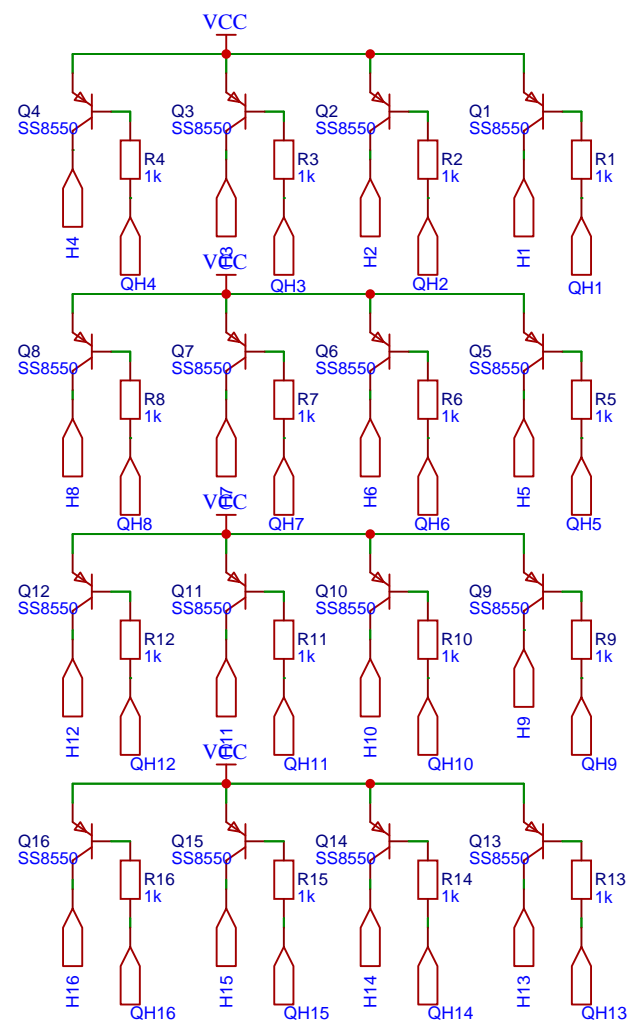 VCC
Q4
SS8550
Q3
SS8550
Q2
SS8550
Q1
SS8550
R4
1k
R3
1k
R2
1k
R1
1k
H4
H3
H2
H1
QH4
QH3
QH2
QH1
VCC
Q8
SS8550
Q7
SS8550
Q6
SS8550
Q5
SS8550
R8
1k
R7
1k
R6
1k
R5
1k
H8
H7
H6
H5
QH8
QH7
QH6
QH5
VCC
Q12
SS8550
Q11
SS8550
Q10
SS8550
Q9
SS8550
R12
1k
R11
1k
R10
1k
R9
1k
H12
H11
H10
H9
QH12
QH11
QH10
QH9
VCC
Q16
SS8550
Q15
SS8550
Q14
SS8550
Q13
SS8550
R16
1k
R15
1k
R14
1k
R13
1k
H16
H15
H14
H13
QH16
QH15
QH14
QH13